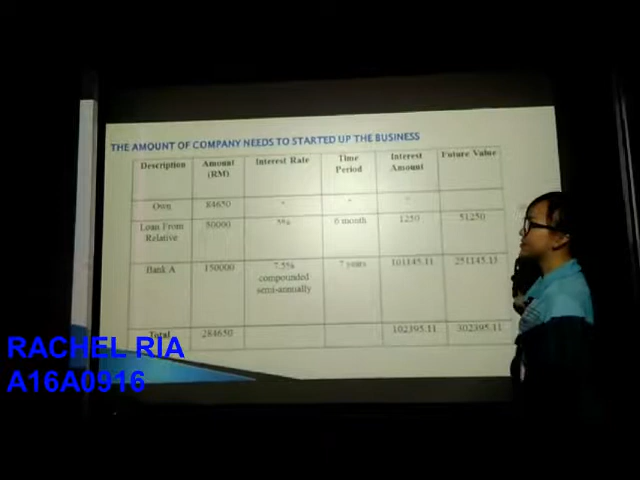 THE AMOUNT OF COMPANY NEEDS TO STARTED UP THE BUSINESS
Description Amount (RM) Interest Rate Time Period Interest Amount Future Value
Own 84650 - - -
Loan From Relative 50000 5% 6 month 1250 51250
Bank A 150000 7.5% compounded semi-annually 7 years 101145.11 251145.11
Total 284650 102395.11 302395.11
RACHEL RIA
A16A0916